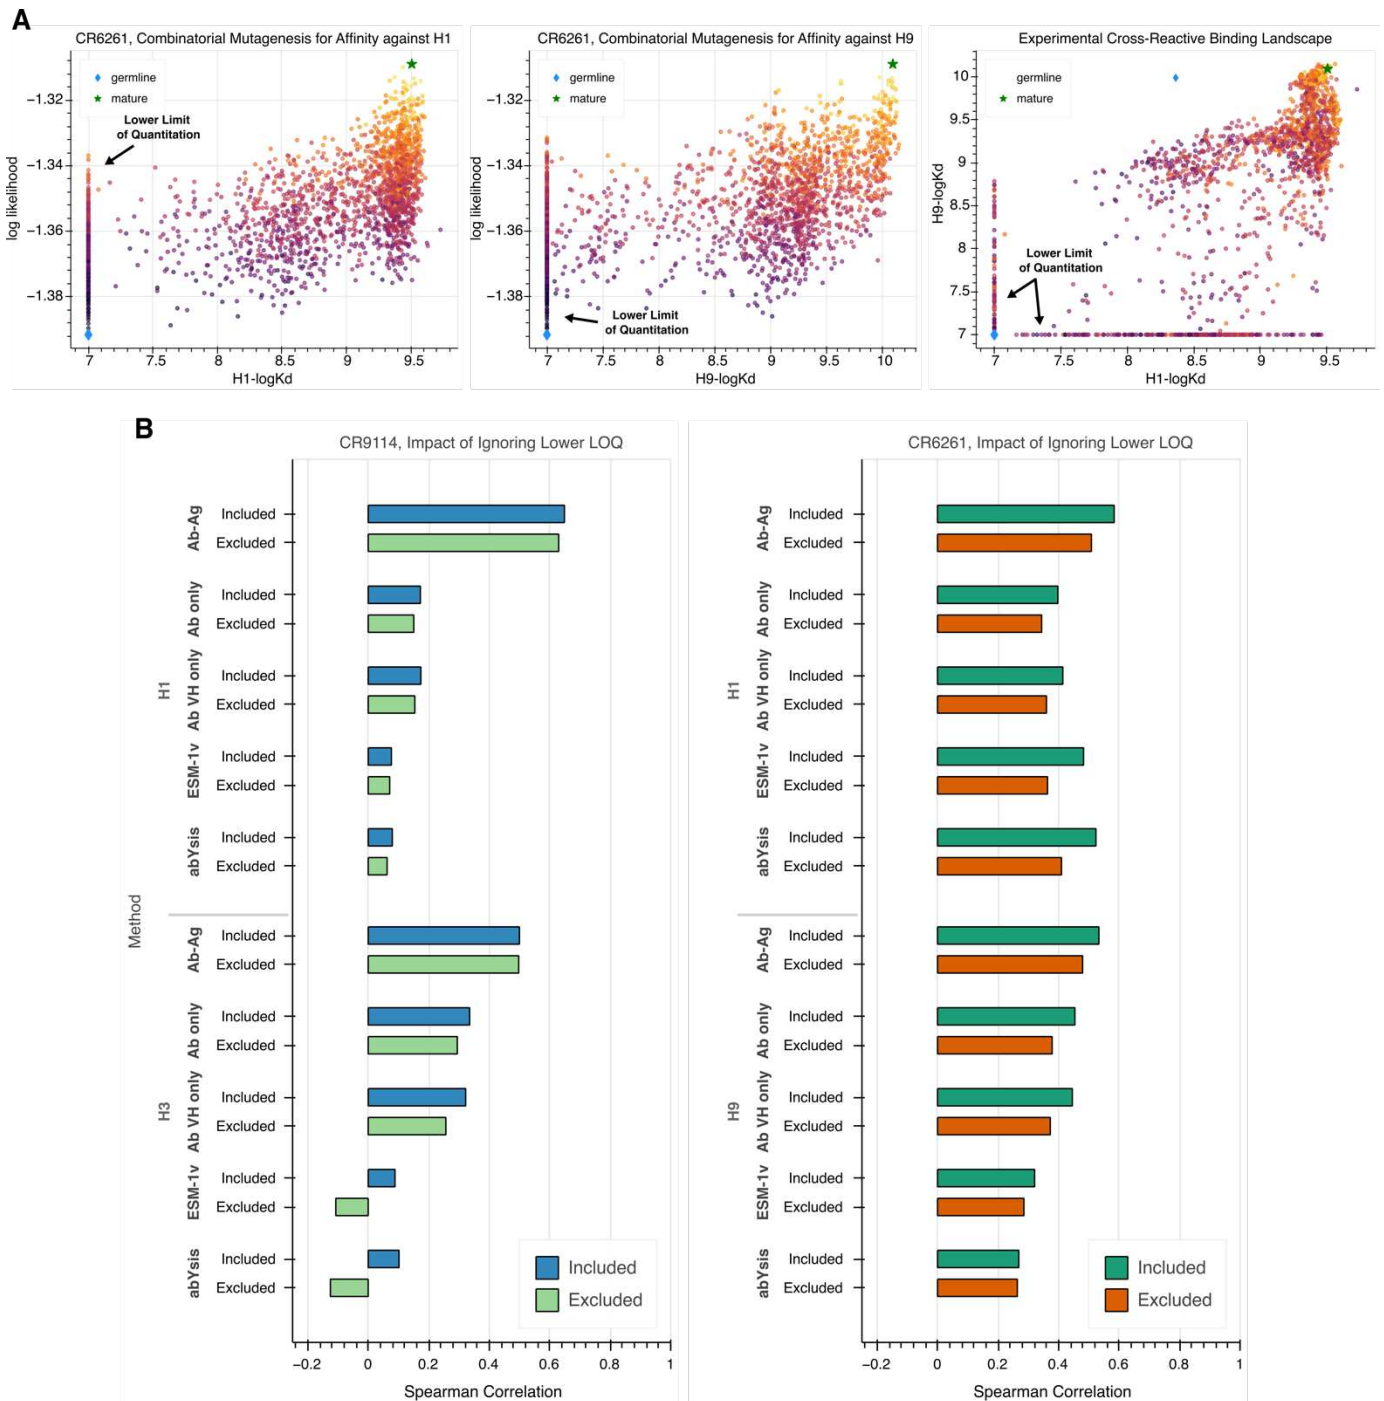 A
CR6261, Combinatorial Mutagenesis for Affinity against H1
germline
mature
Lower Limit
of Quantitation
−1.32
−1.34
−1.36
−1.38
log likelihood
7
7.5
8
8.5
9
9.5
H1-logKd
CR6261, Combinatorial Mutagenesis for Affinity against H9
germline
mature
−1.32
−1.34
−1.36
−1.38
log likelihood
Lower Limit
of Quantitation
7
7.5
8
8.5
9
9.5
10
H9-logKd
Experimental Cross-Reactive Binding Landscape
germline
mature
10
9.5
9
8.5
8
7.5
7
H9-logKd
Lower Limit
of Quantitation
7
7.5
8
8.5
9
9.5
H1-logKd
B
CR9114, Impact of Ignoring Lower LOQ
Method
H1
Ab-Ag
Included
Excluded
Ab only
Included
Excluded
Ab VH only
Included
Excluded
ESM-1v
Included
Excluded
abYsis
Included
Excluded
H3
Ab-Ag
Included
Excluded
Ab only
Included
Excluded
Ab VH only
Included
Excluded
ESM-1v
Included
Excluded
abYsis
Included
Excluded
Included
Excluded
−0.2
0
0.2
0.4
0.6
0.8
1
Spearman Correlation
CR6261, Impact of Ignoring Lower LOQ
H1
Ab-Ag
Included
Excluded
Ab only
Included
Excluded
Ab VH only
Included
Excluded
ESM-1v
Included
Excluded
abYsis
Included
Excluded
H9
Ab-Ag
Included
Excluded
Ab only
Included
Excluded
Ab VH only
Included
Excluded
ESM-1v
Included
Excluded
abYsis
Included
Excluded
Included
Excluded
−0.2
0
0.2
0.4
0.6
0.8
1
Spearman Correlation